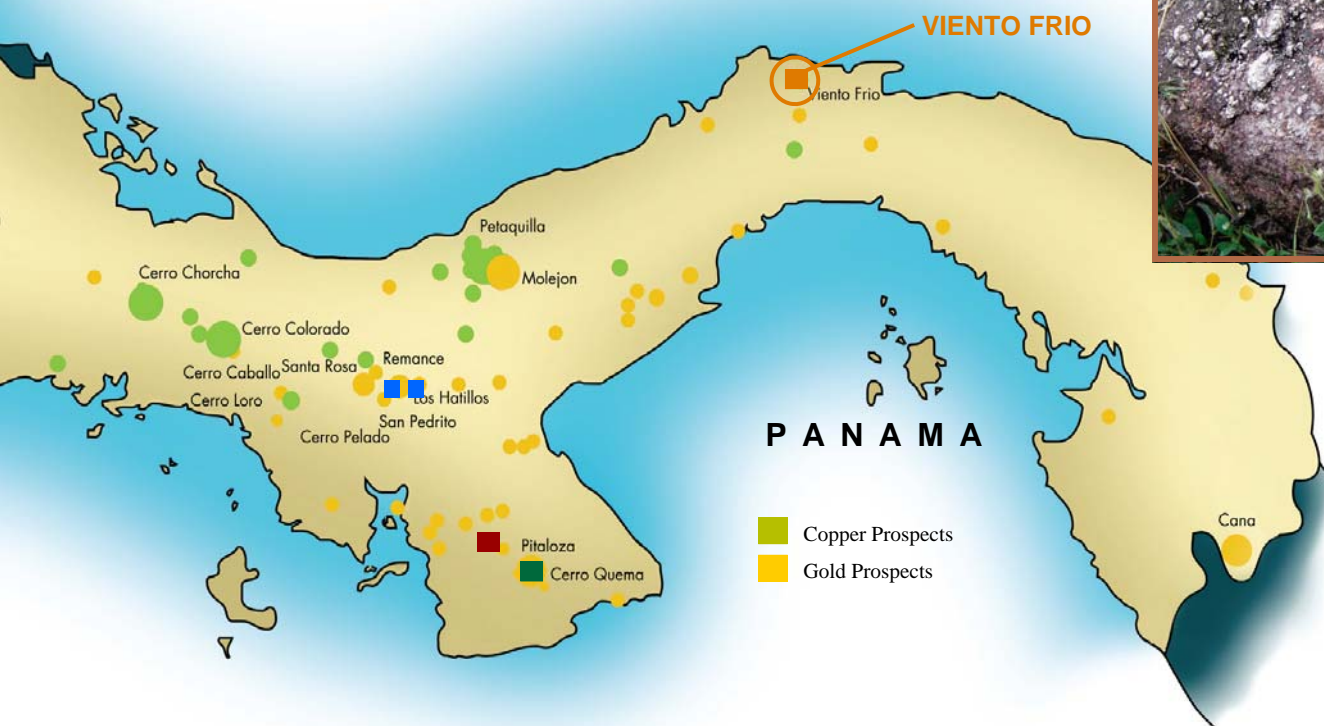 VIENTO FRIO
Viento Frio
Petaquilla
Cerro Chorcha
Molejon
Cerro Colorado
Remance
Santa Rosa
Cerro Caballo
Los Hatillos
Cerro Loro
San Pedrito
Cerro Pelado
PANAMA
Copper Prospects
Gold Prospects
Cana
Pitaloza
Cerro Quema